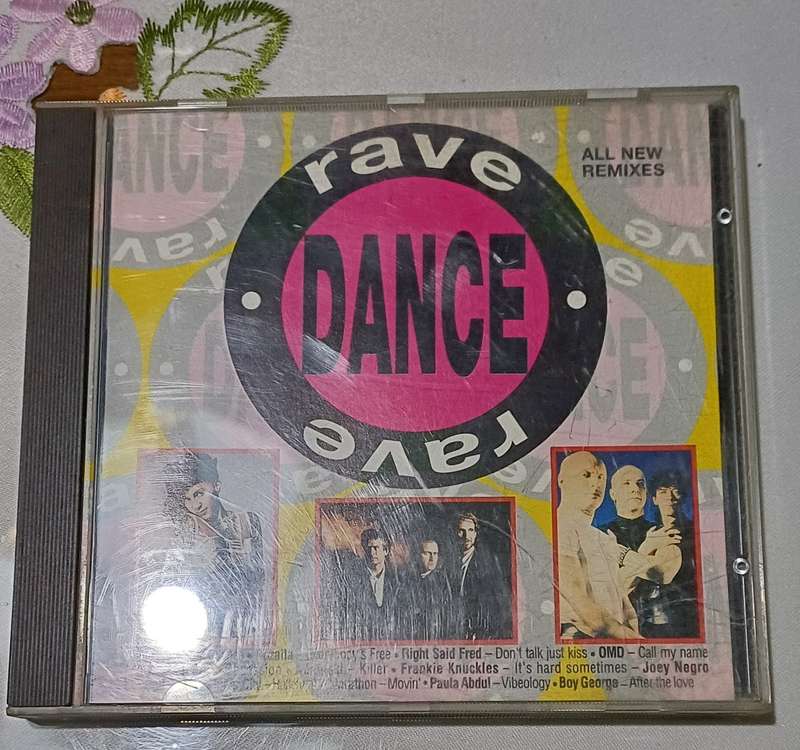 rave
DANCE
rave
ALL NEW
REMIXES
Free • Right Said Fred – Don't talk just kiss • OMD – Call my name
Killer • Frankie Knuckles – It's hard sometimes – Joey Negro
Movin' • Paula Abdul – Vibeology • Boy George – After the love